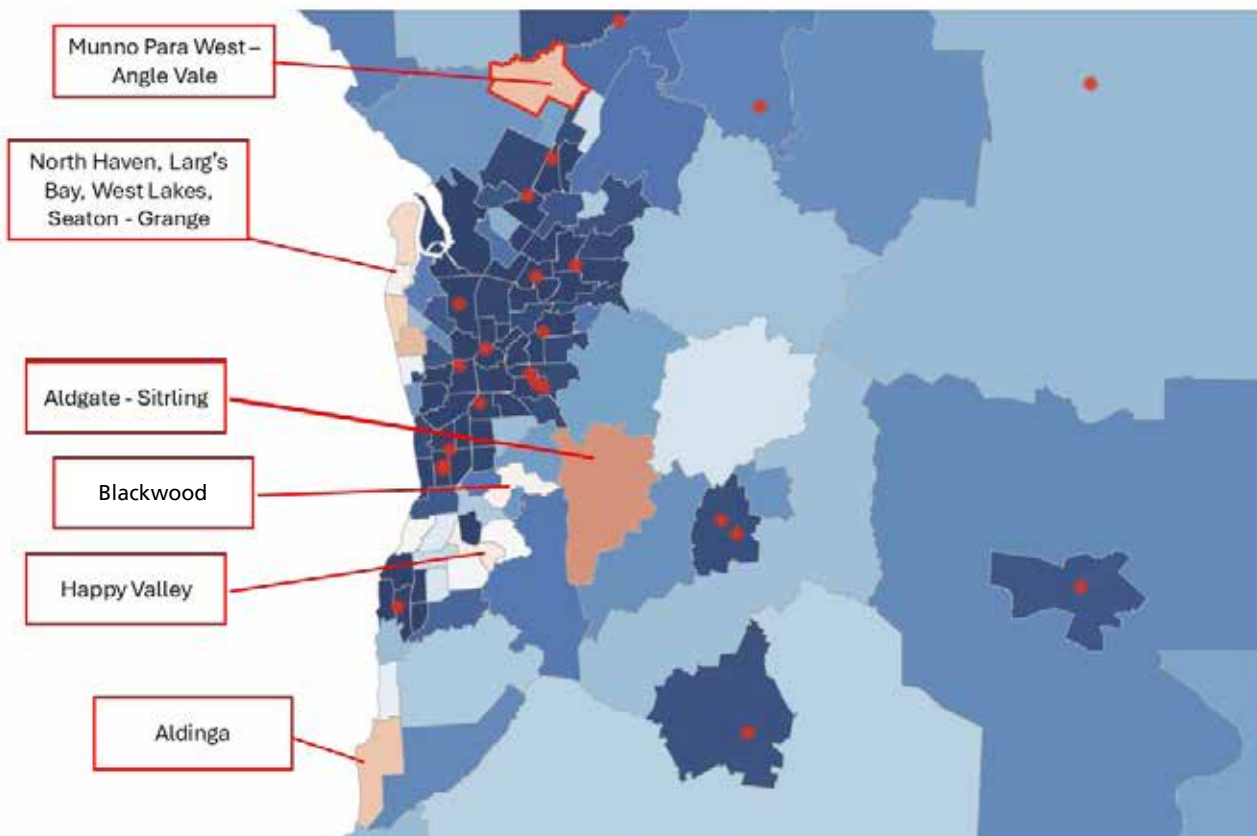 Munno Para West –
Angle Vale
North Haven, Larg's
Bay, West Lakes,
Seaton - Grange
Aldgate - Sitrling
Blackwood
Happy Valley
Aldinga